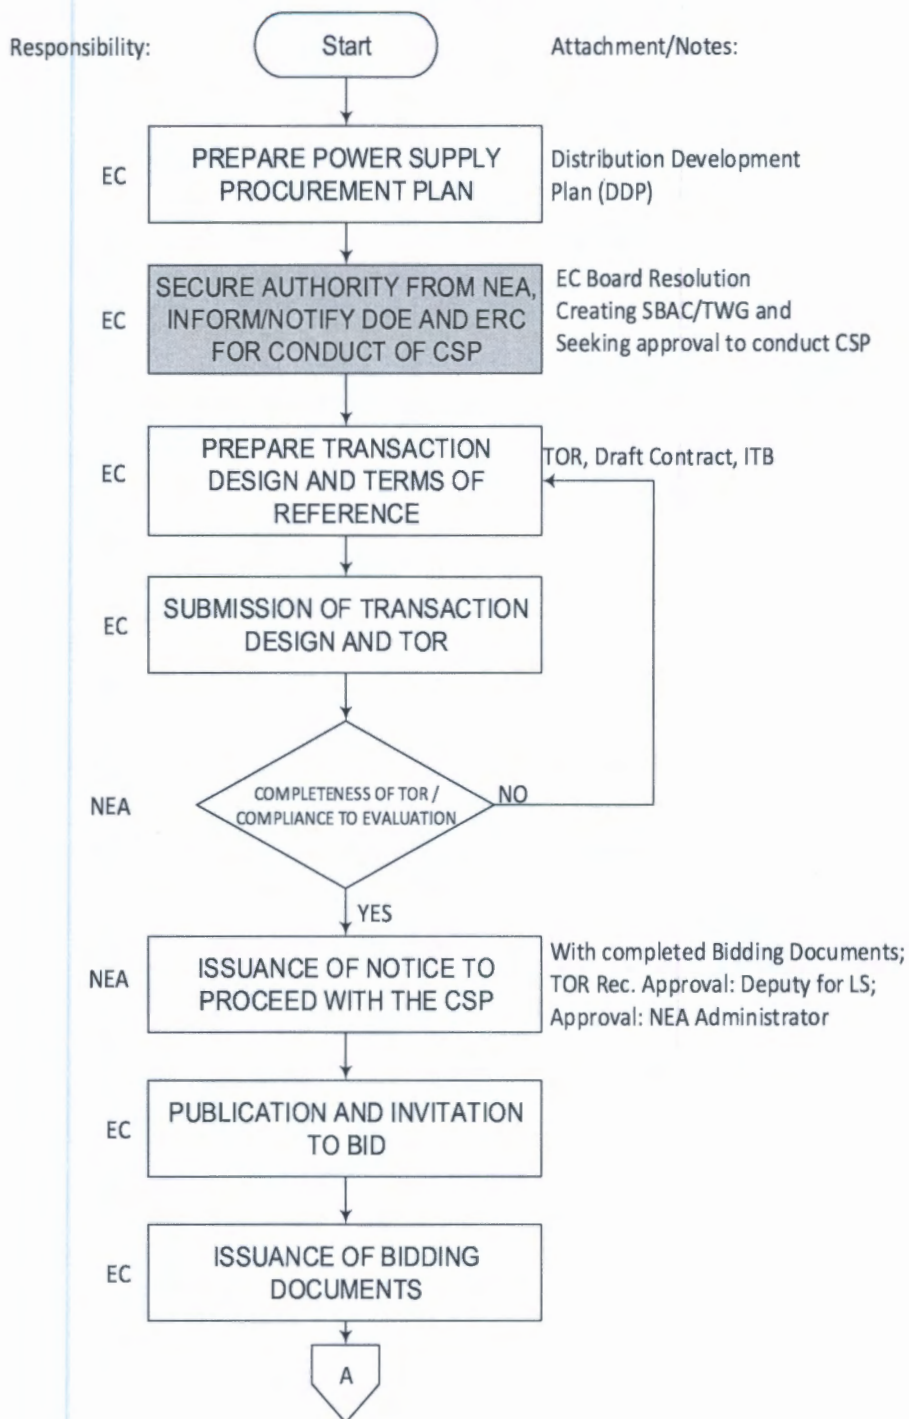 Responsibility:
Start
Attachment/Notes:
EC
PREPARE POWER SUPPLY
PROCUREMENT PLAN
Distribution Development
Plan (DDP)
EC
SECURE AUTHORITY FROM NEA,
INFORM/NOTIFY DOE AND ERC
FOR CONDUCT OF CSP
EC Board Resolution
Creating SBAC/TWG and
Seeking approval to conduct CSP
EC
PREPARE TRANSACTION
DESIGN AND TERMS OF
REFERENCE
TOR, Draft Contract, ITB
EC
SUBMISSION OF TRANSACTION
DESIGN AND TOR
NEA
COMPLETENESS OF TOR /
COMPLIANCE TO EVALUATION
NO
YES
NEA
ISSUANCE OF NOTICE TO
PROCEED WITH THE CSP
With completed Bidding Documents;
TOR Rec. Approval: Deputy for LS;
Approval: NEA Administrator
EC
PUBLICATION AND INVITATION
TO BID
EC
ISSUANCE OF BIDDING
DOCUMENTS
A